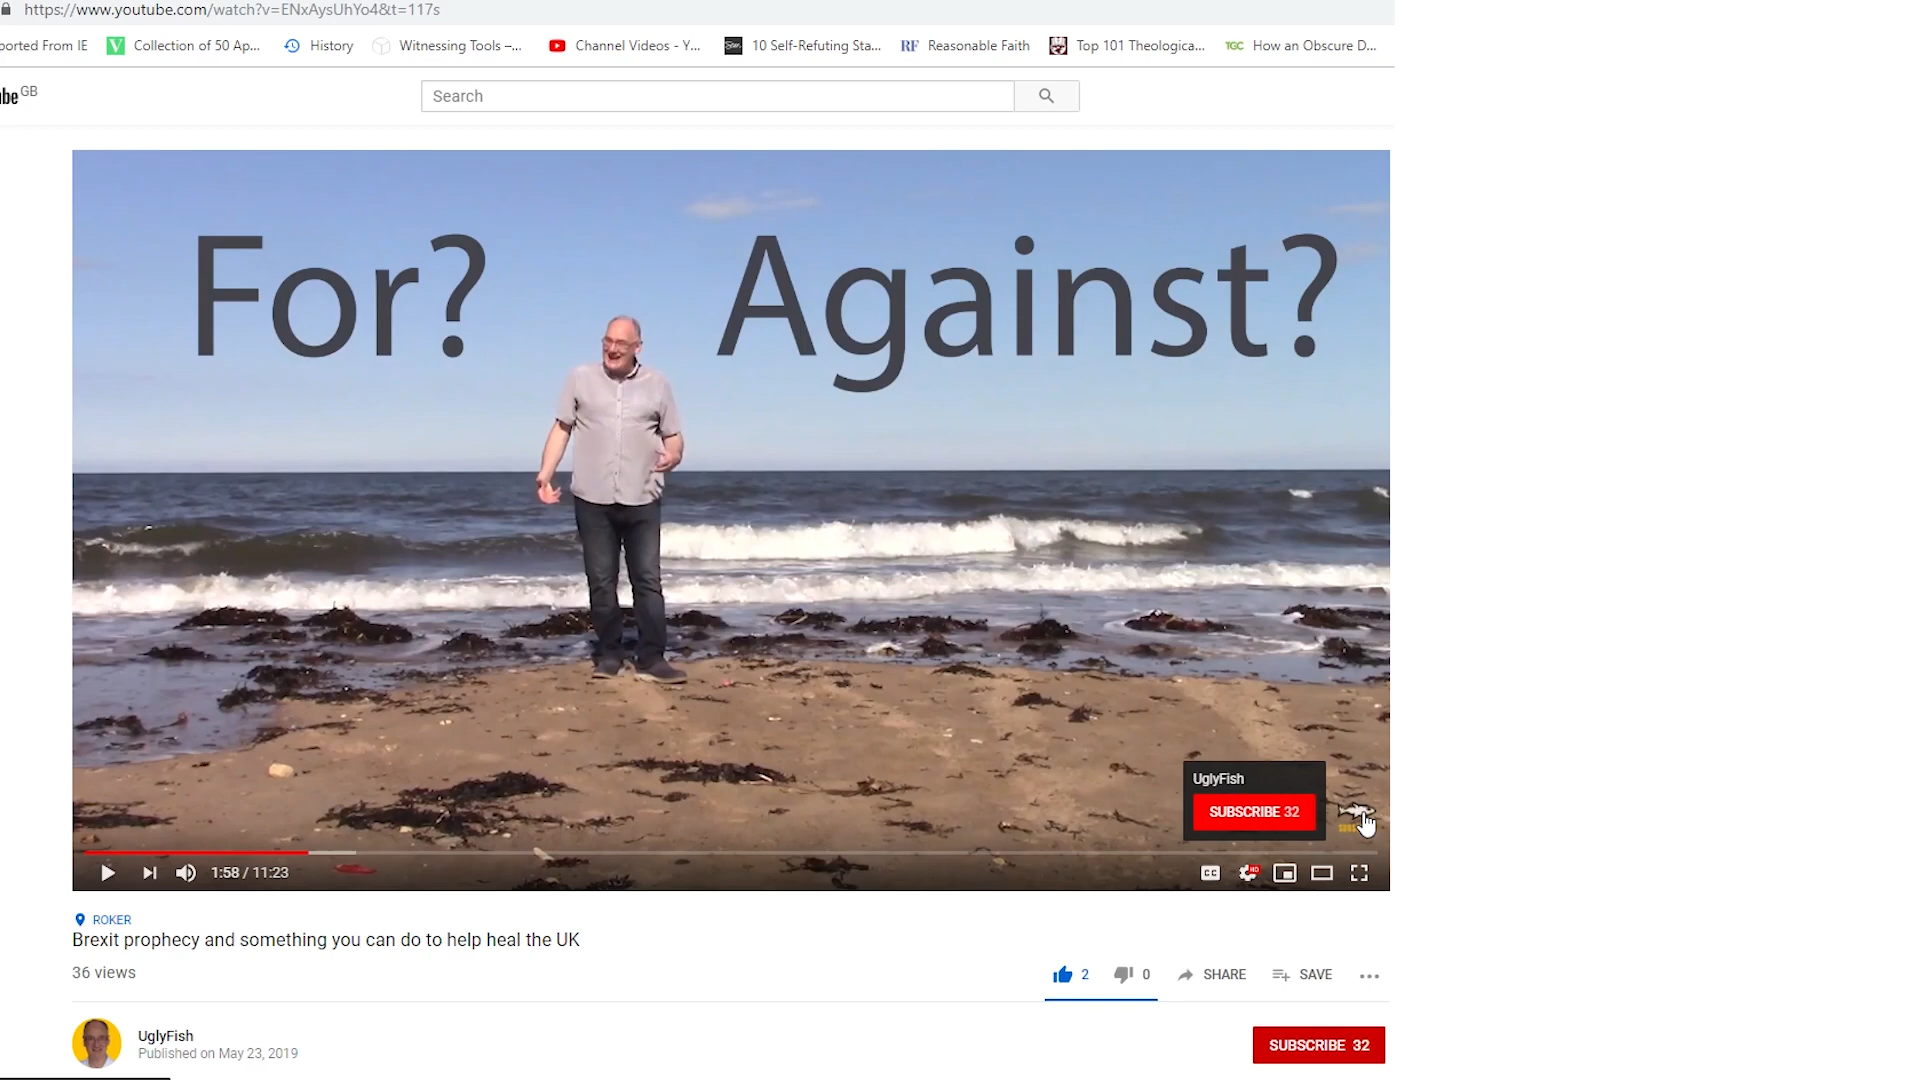 https://www.youtube.com/watch?v=ENxAysUhYo4&t=117s
ported From IE Collection of 50 Ap... History Witnessing Tools –... Channel Videos - Y... 10 Self-Refuting Sta... RF Reasonable Faith Top 101 Theologica... TGC How an Obscure D...
be GB
Search
For? Against?
UglyFish
SUBSCRIBE 32
1:58 / 11:23
CC
HD
ROKER
Brexit prophecy and something you can do to help heal the UK
36 views
2 0 SHARE SAVE
UglyFish
Published on May 23, 2019
SUBSCRIBE 32